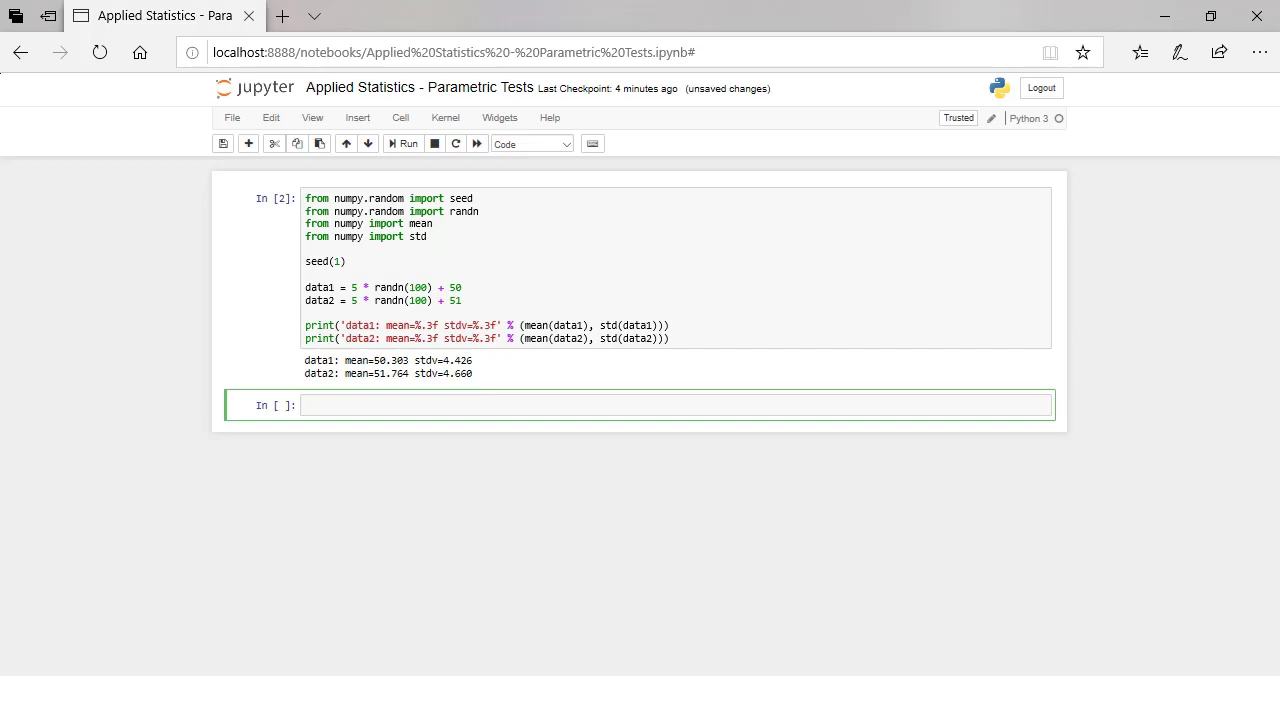 Applied Statistics - Para
localhost:8888/notebooks/Applied%20Statistics%20-%20Parametric%20Tests.ipynb#
jupyter Applied Statistics - Parametric Tests Last Checkpoint: 4 minutes ago (unsaved changes) Logout
File Edit View Insert Cell Kernel Widgets Help Trusted Python 3
Run Code
In [2]: from numpy.random import seed
from numpy.random import randn
from numpy import mean
from numpy import std
seed(1)
data1 = 5 * randn(100) + 50
data2 = 5 * randn(100) + 51
print('data1: mean=%.3f stdv=%.3f' % (mean(data1), std(data1)))
print('data2: mean=%.3f stdv=%.3f' % (mean(data2), std(data2)))
data1: mean=50.303 stdv=4.426
data2: mean=51.764 stdv=4.660
In [ ]: